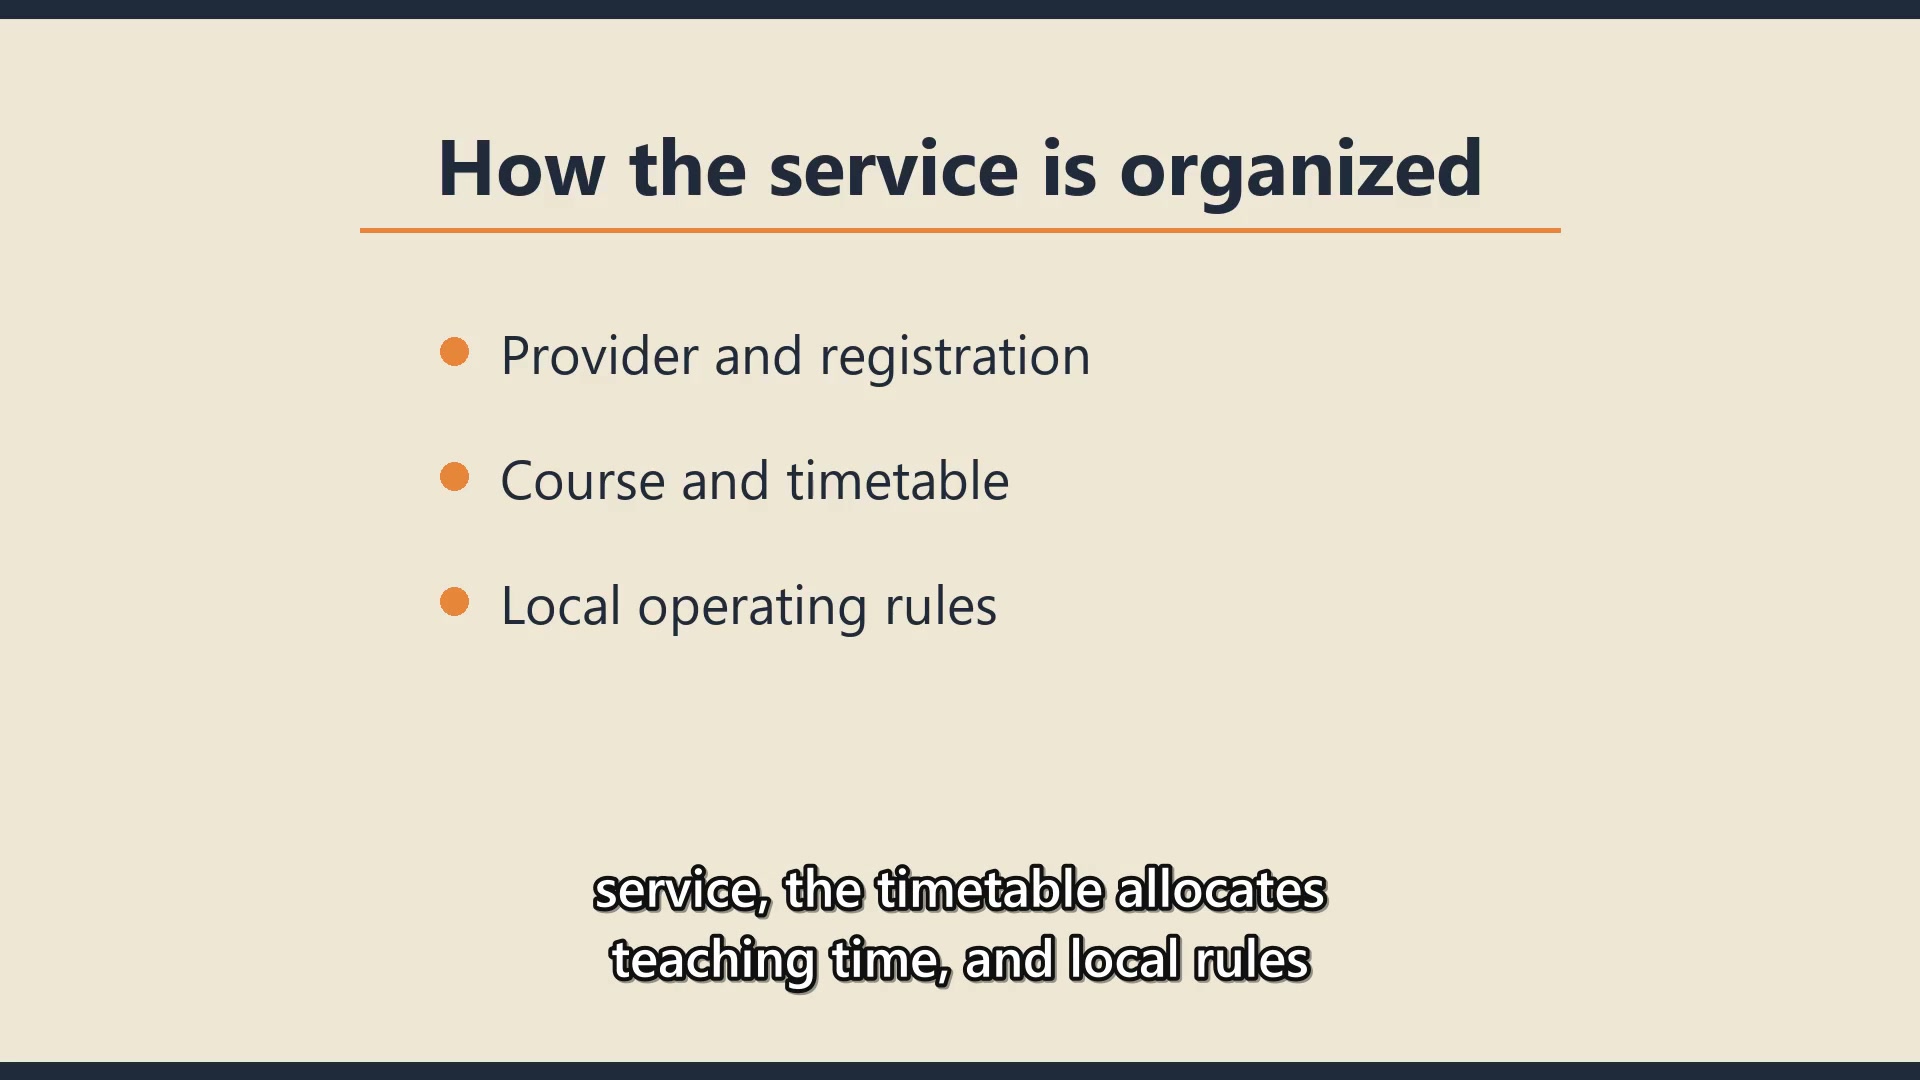 How the service is organized
Provider and registration
Course and timetable
Local operating rules
service, the timetable allocates
teaching time, and local rules